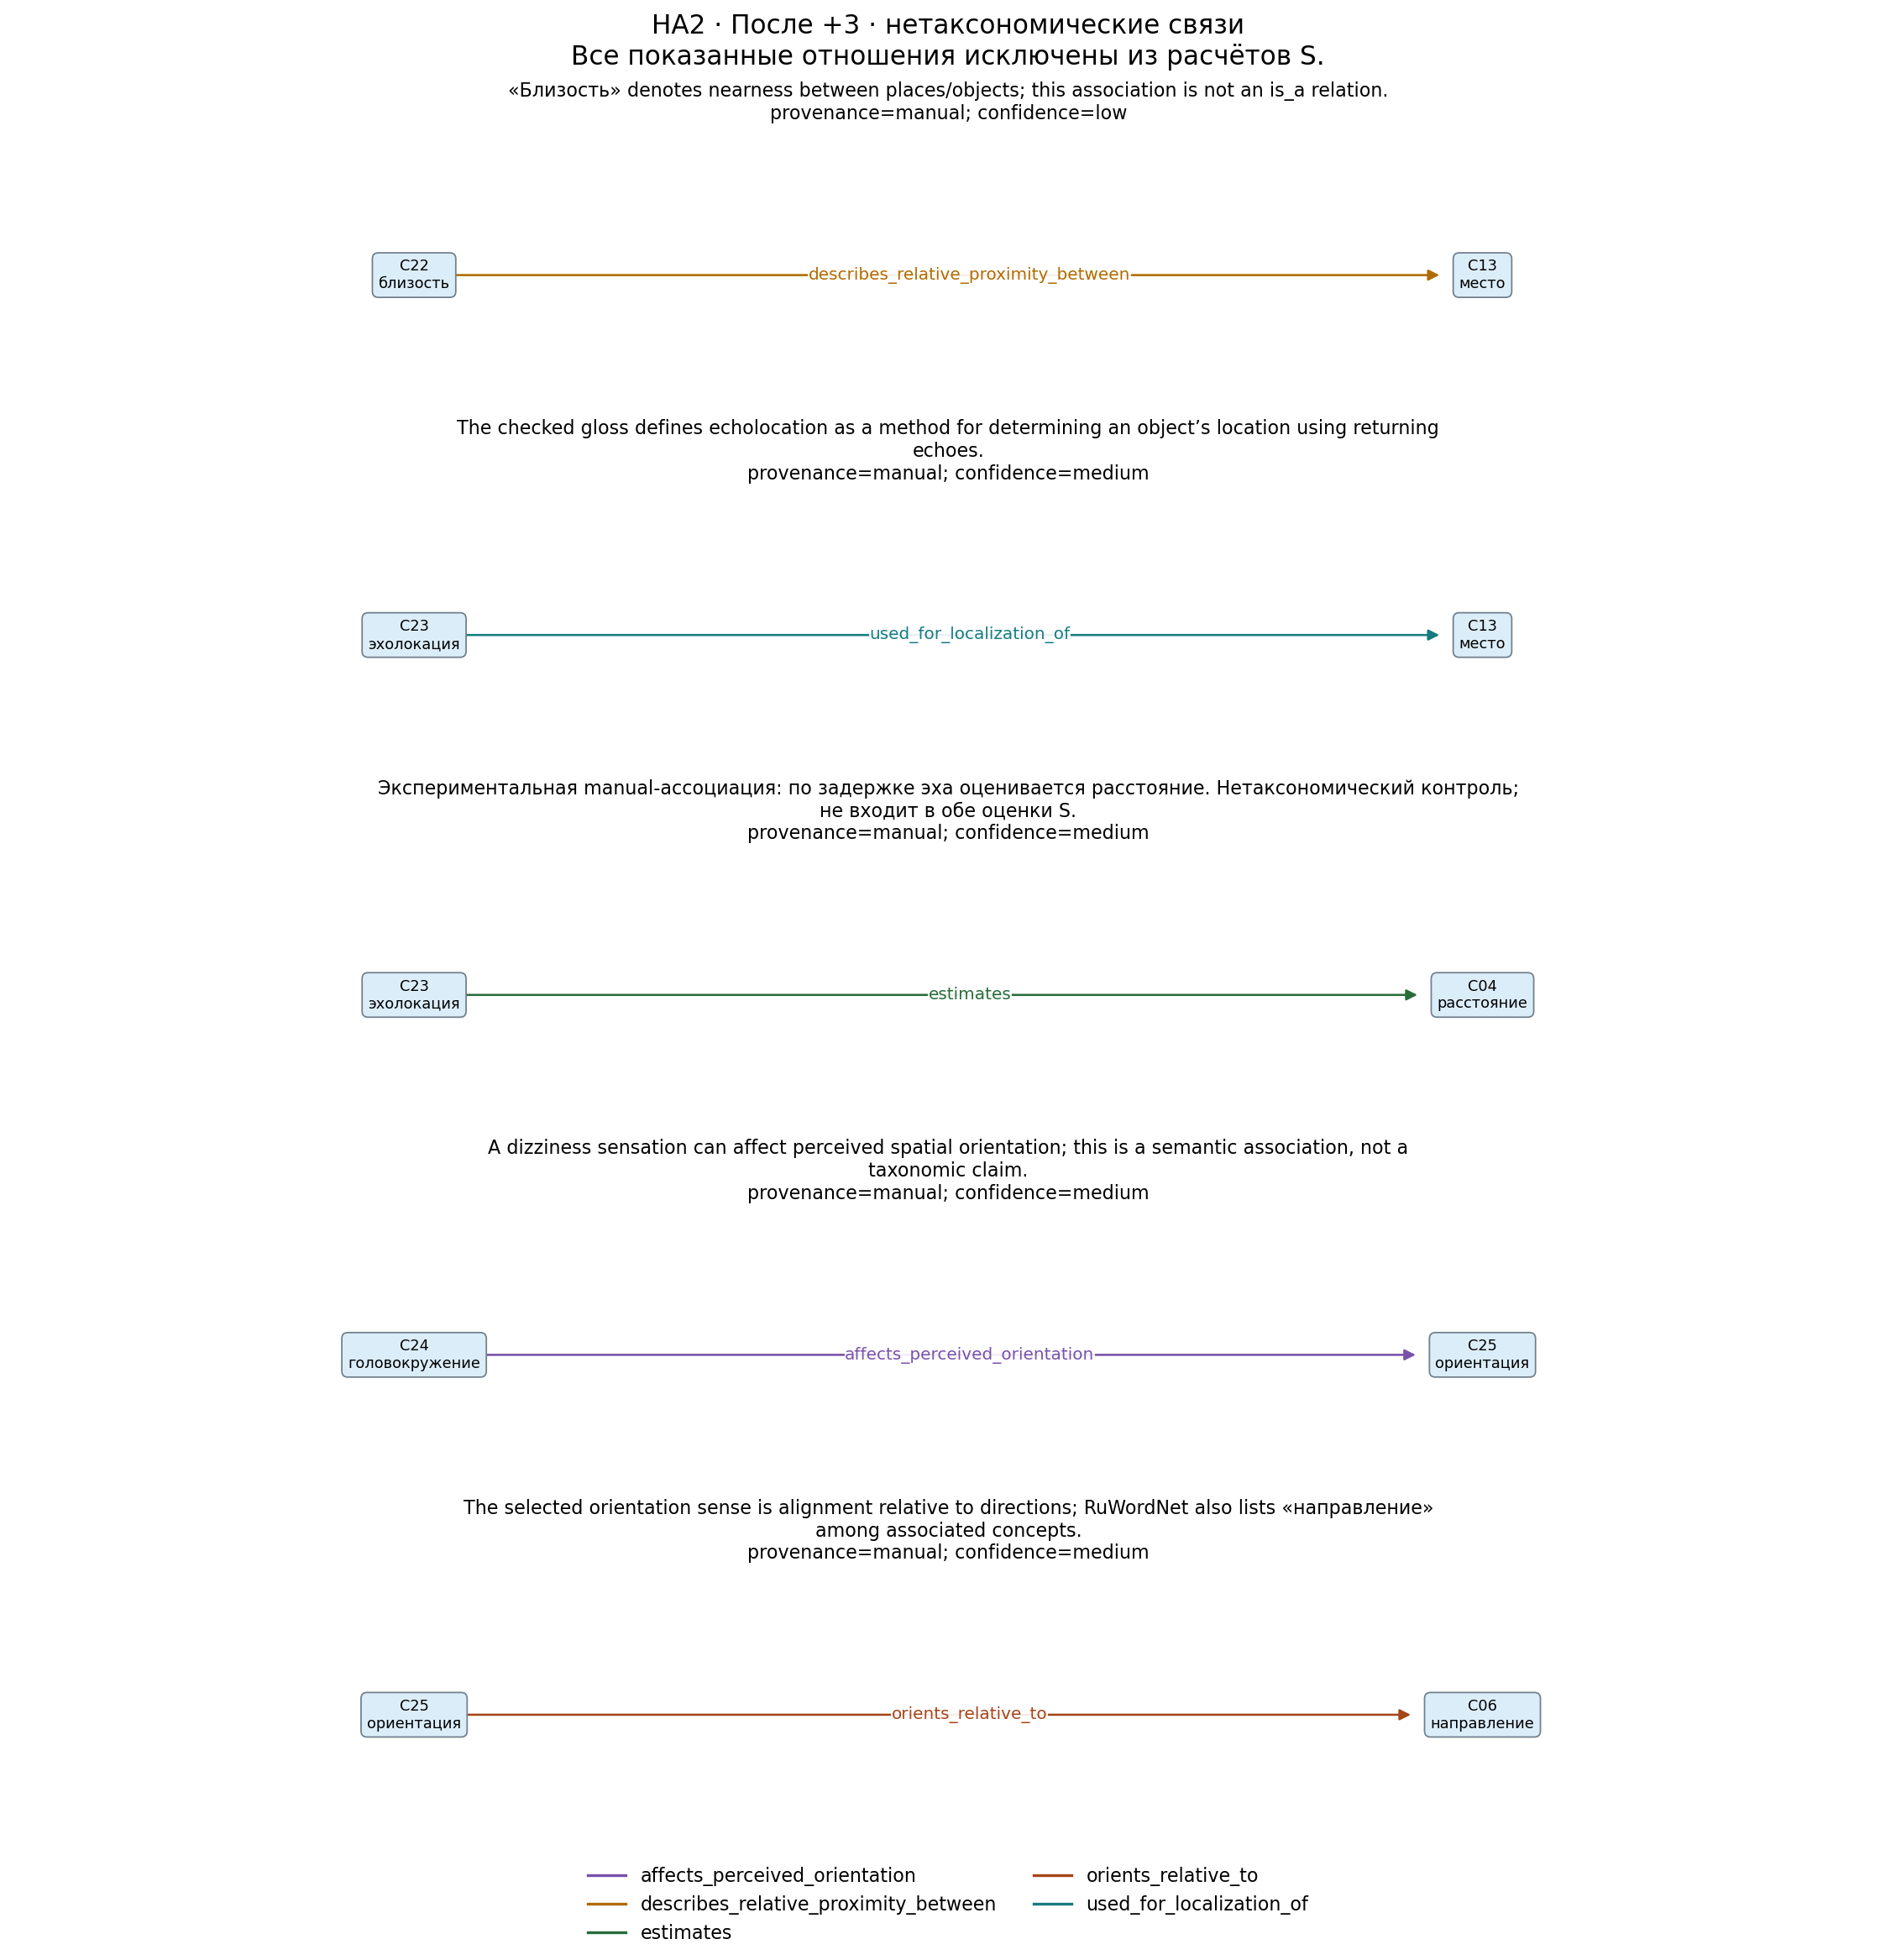 HA2 · После +3 · нетаксономические связи
Все показанные отношения исключены из расчётов S.
«Близость» denotes nearness between places/objects; this association is not an is_a relation.
provenance=manual; confidence=low
C22
близость
describes_relative_proximity_between
C13
место
The checked gloss defines echolocation as a method for determining an object’s location using returning
echoes.
provenance=manual; confidence=medium
C23
эхолокация
used_for_localization_of
C13
место
Экспериментальная manual-ассоциация: по задержке эха оценивается расстояние. Нетаксономический контроль;
не входит в обе оценки S.
provenance=manual; confidence=medium
C23
эхолокация
estimates
C04
расстояние
A dizziness sensation can affect perceived spatial orientation; this is a semantic association, not a
taxonomic claim.
provenance=manual; confidence=medium
C24
головокружение
affects_perceived_orientation
C25
ориентация
The selected orientation sense is alignment relative to directions; RuWordNet also lists «направление»
among associated concepts.
provenance=manual; confidence=medium
C25
ориентация
orients_relative_to
C06
направление
affects_perceived_orientation
describes_relative_proximity_between
estimates
orients_relative_to
used_for_localization_of